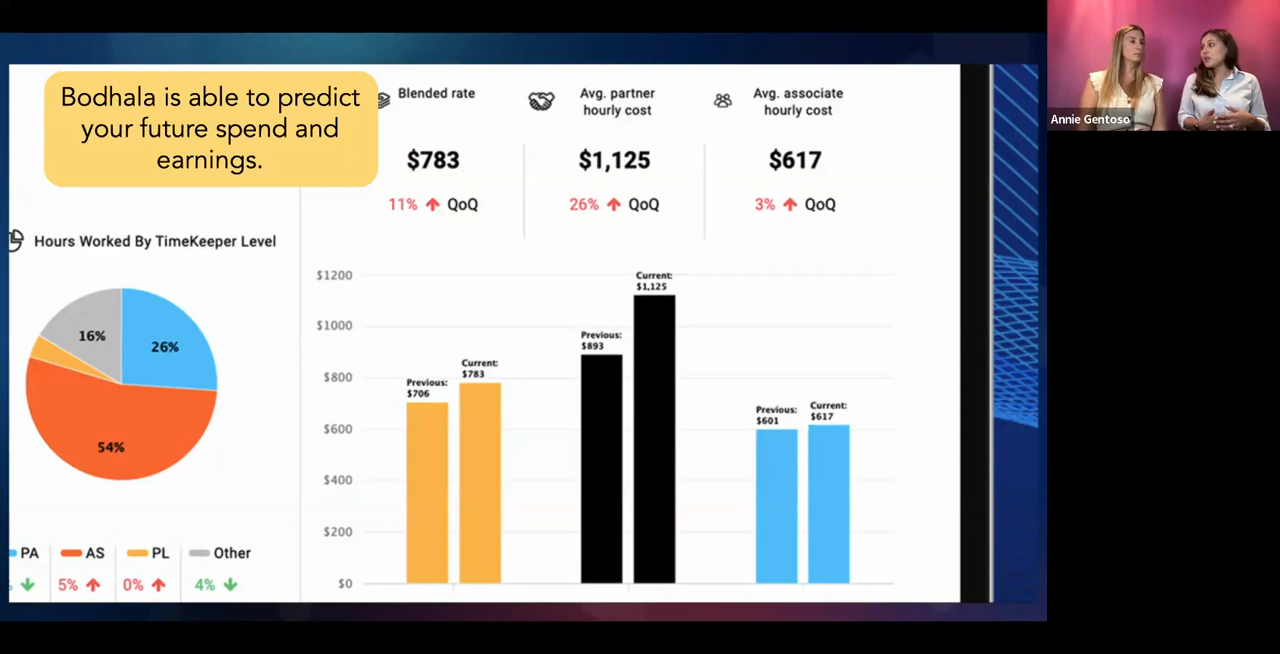 Bodhala is able to predict
your future spend and
earnings.
Blended rate
$783
11% ↑ QoQ
Avg. partner
hourly cost
$1,125
26% ↑ QoQ
Avg. associate
hourly cost
$617
3% ↑ QoQ
Annie Gentoso
Hours Worked By TimeKeeper Level
16%
26%
54%
PA
AS
PL
Other
5% ↑
0% ↑
4% ↓
$1200
$1000
$800
$600
$400
$200
$0
Previous:
$706
Current:
$783
Previous:
$893
Current:
$1,125
Previous:
$601
Current:
$617